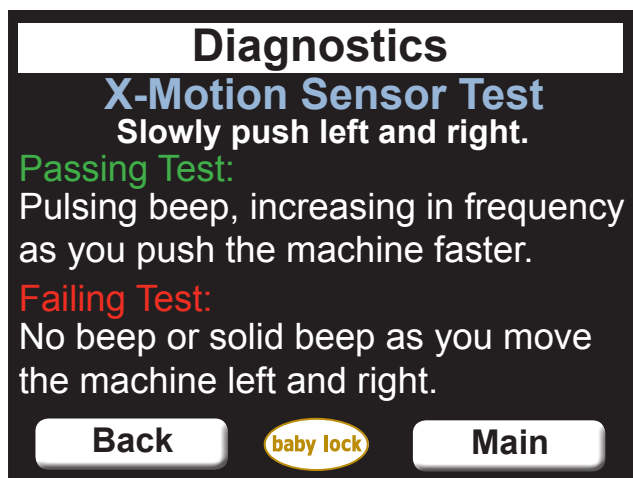 Diagnostics
X-Motion Sensor Test
Slowly push left and right.
Passing Test:
Pulsing beep, increasing in frequency
as you push the machine faster.
Failing Test:
No beep or solid beep as you move
the machine left and right.
Back
baby lock
Main